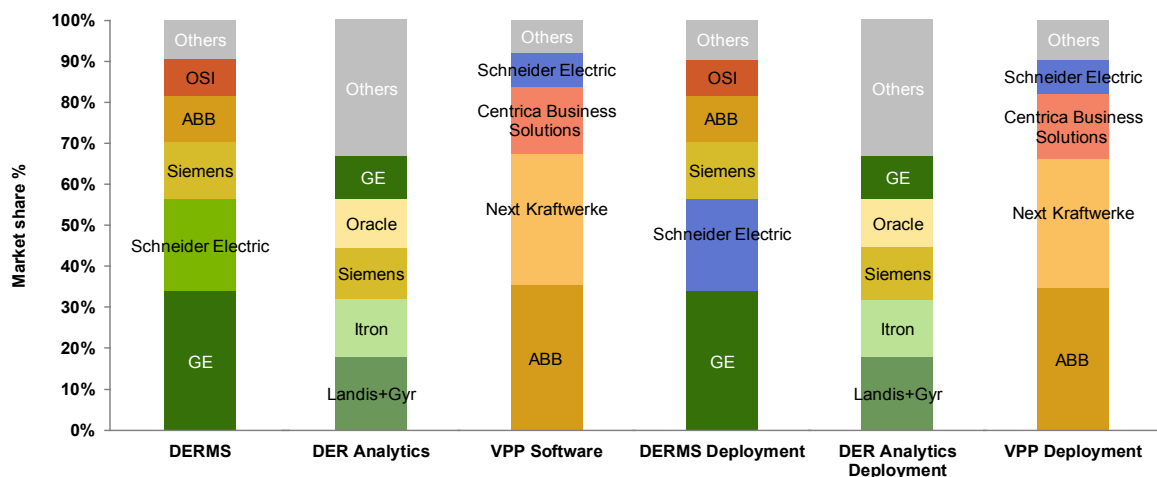 Market share %
100%
90%
80%
70%
60%
50%
40%
30%
20%
10%
0%
Others
OSI
ABB
Siemens
Schneider Electric
GE
Others
GE
Oracle
Siemens
Itron
Landis+Gyr
Others
Schneider Electric
Centrica Business
Solutions
Next Kraftwerke
ABB
Others
OSI
ABB
Siemens
Schneider Electric
GE
Others
GE
Oracle
Siemens
Itron
Landis+Gyr
Others
Schneider Electric
Centrica Business
Solutions
Next Kraftwerke
ABB
DERMS
DER Analytics
VPP Software
DERMS Deployment
DER Analytics
Deployment
VPP Deployment